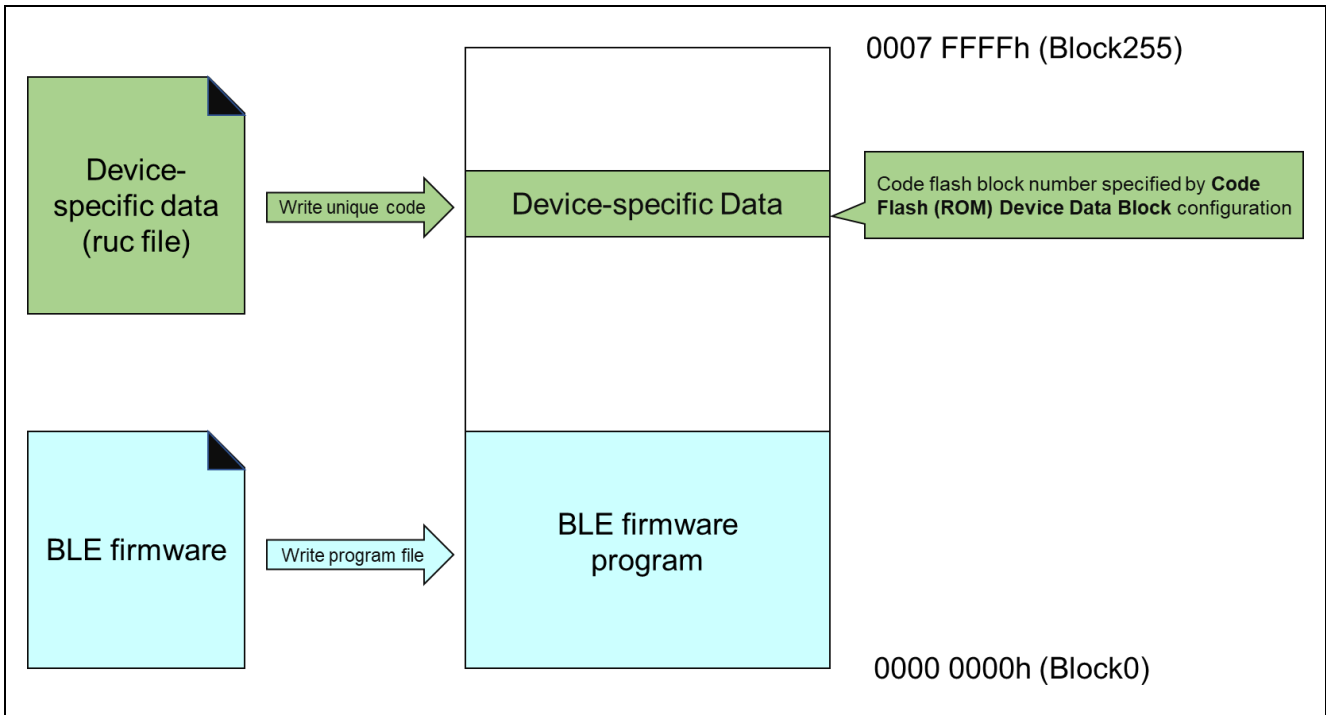 0007 FFFFh (Block255)
Device-
specific data
(ruc file)
Write unique code
Device-specific Data
Code flash block number specified by Code
Flash (ROM) Device Data Block configuration
BLE firmware
Write program file
BLE firmware
program
0000 0000h (Block0)